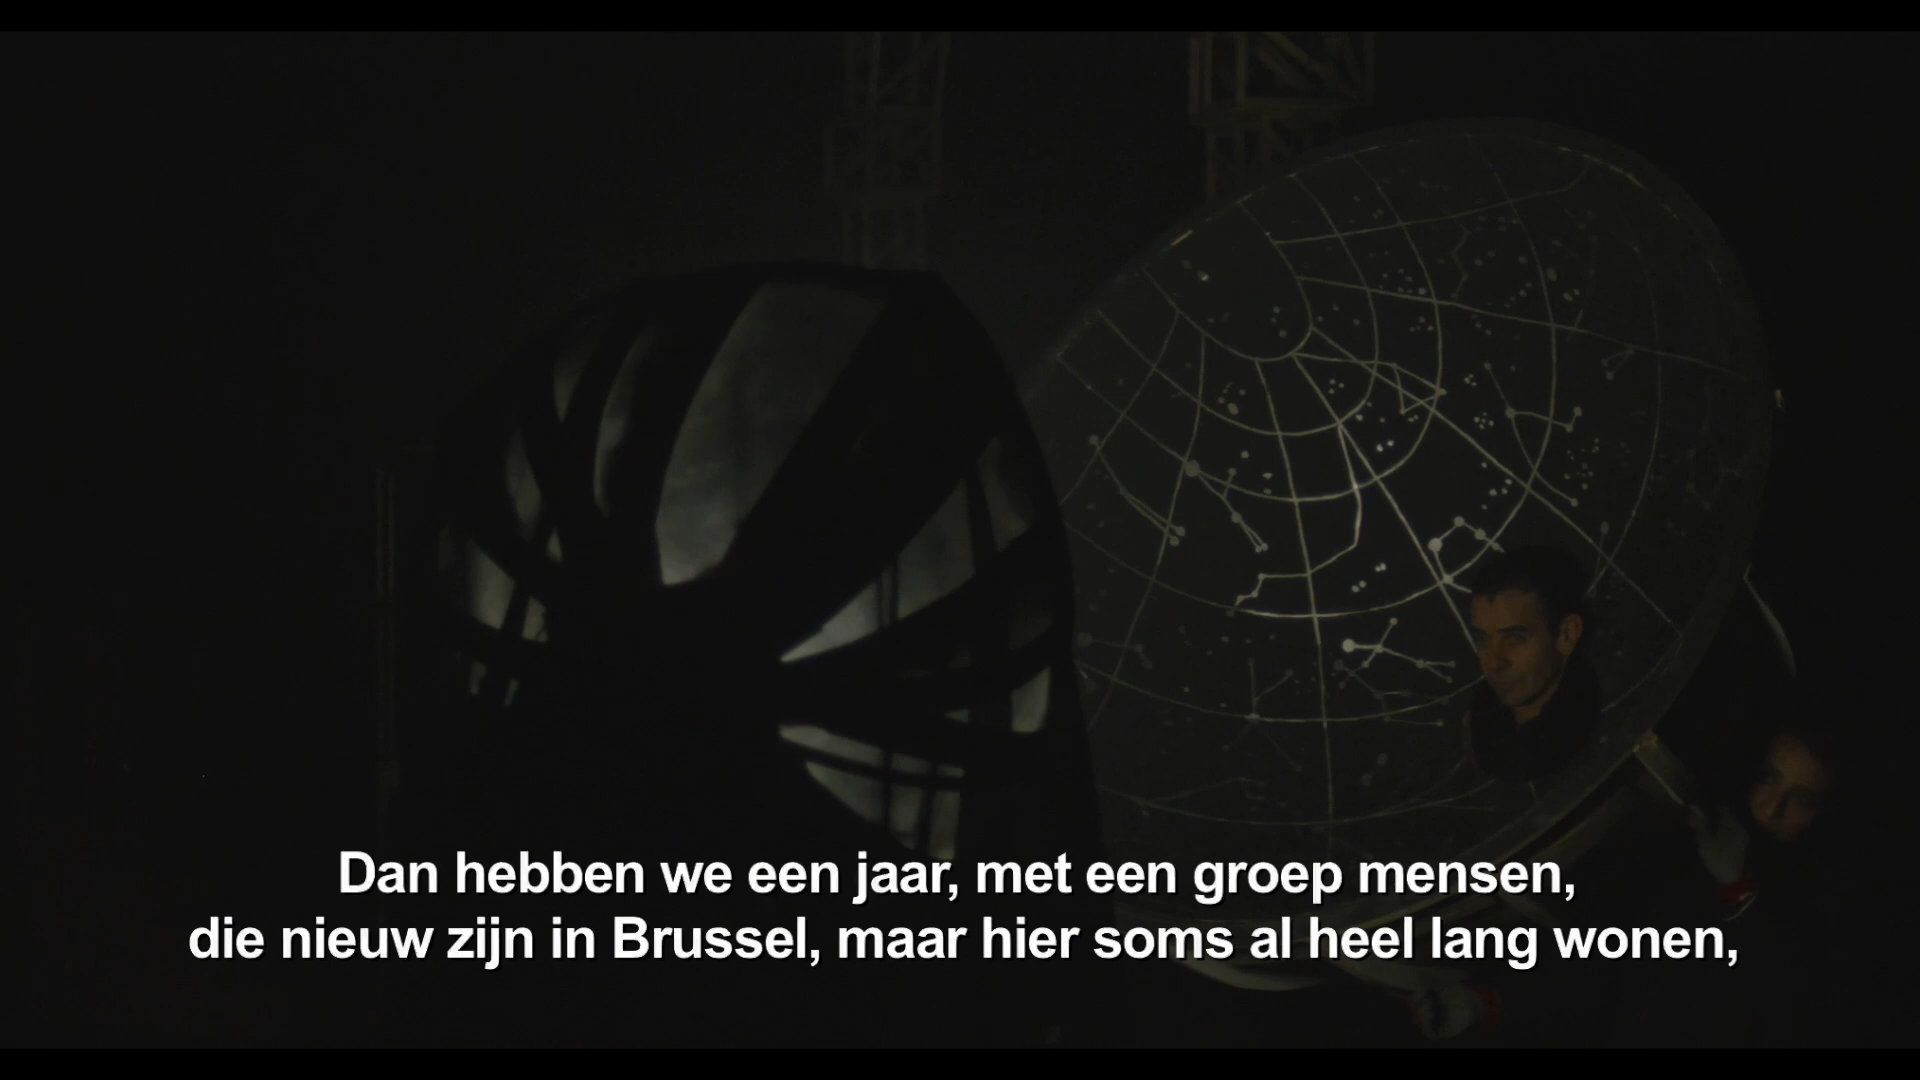 Dan hebben we een jaar, met een groep mensen,
die nieuw zijn in Brussel, maar hier soms al heel lang wonen,